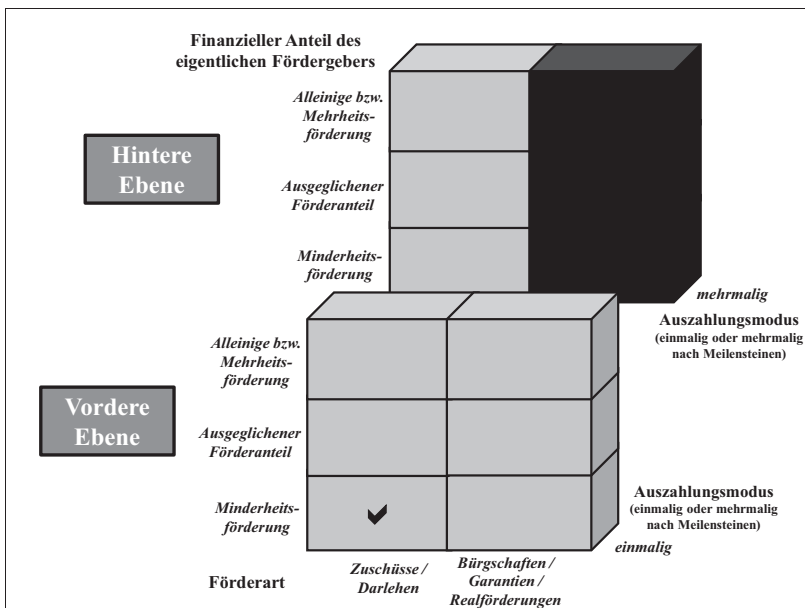 Finanzieller Anteil des
eigentlichen Fördergebers
Alleinige bzw.
Mehrheits-
förderung
Hintere
Ebene
Ausgeglichener
Förderanteil
Minderheits-
förderung
mehrmalig
Auszahlungsmodus
(einmalig oder mehrmalig
nach Meilensteinen)
Alleinige bzw.
Mehrheits-
förderung
Vordere
Ebene
Ausgeglichener
Förderanteil
Minderheits-
förderung
Auszahlungsmodus
(einmalig oder mehrmalig
nach Meilensteinen)
einmalig
Förderart
Zuschüsse /
Darlehen
Bürgschaften /
Garantien /
Realförderungen